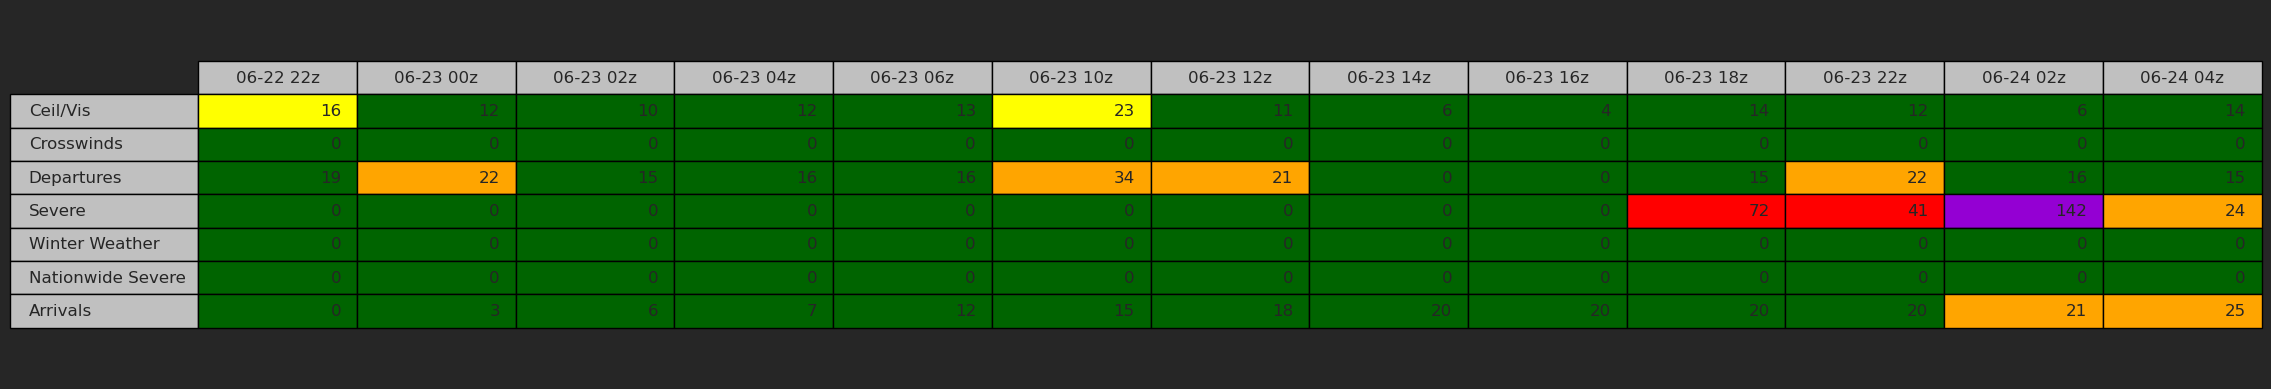 06-22 22z 06-23 00z 06-23 02z 06-23 04z 06-23 06z 06-23 10z 06-23 12z 06-23 14z 06-23 16z 06-23 18z 06-23 22z 06-24 02z 06-24 04z
Ceil/Vis 16 12 10 12 13 23 11 6 4 14 12 6 14
Crosswinds 0 0 0 0 0 0 0 0 0 0 0 0 0
Departures 19 22 15 16 16 34 21 0 0 15 22 16 15
Severe 0 0 0 0 0 0 0 0 0 72 41 142 24
Winter Weather 0 0 0 0 0 0 0 0 0 0 0 0 0
Nationwide Severe 0 0 0 0 0 0 0 0 0 0 0 0 0
Arrivals 0 3 6 7 12 15 18 20 20 20 20 21 25